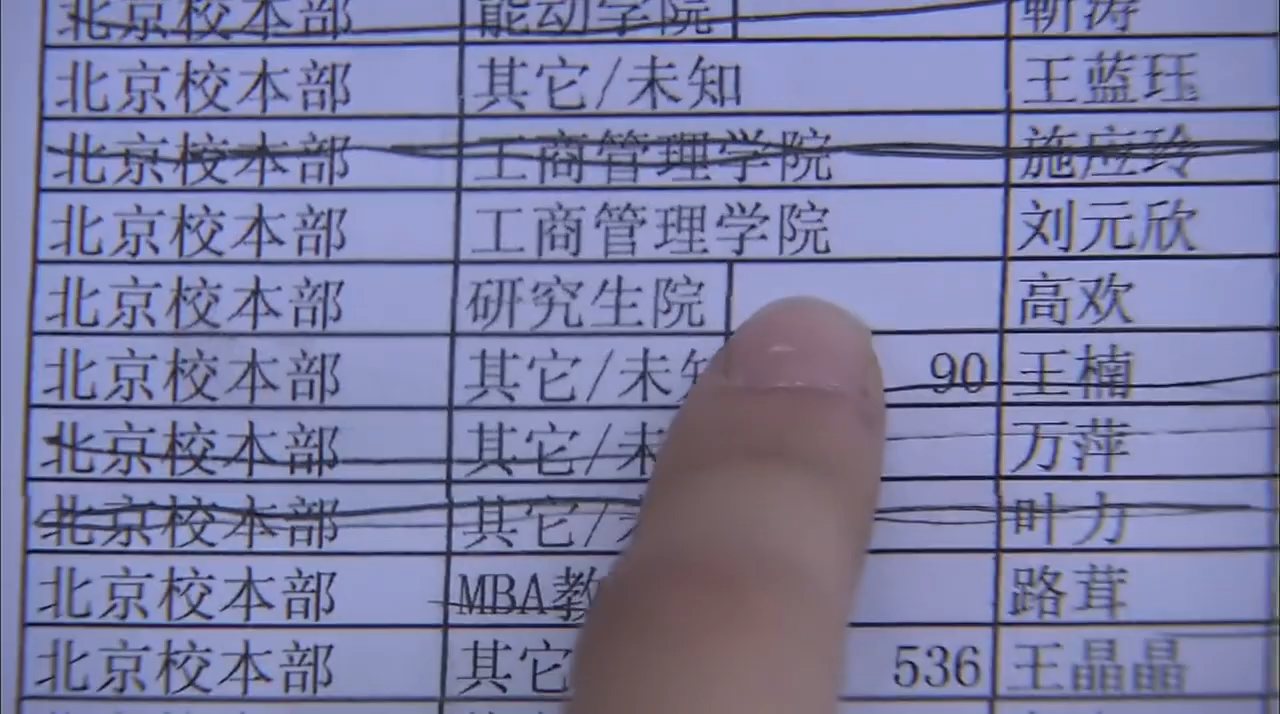 北京校本部 能动学院 靳涛
北京校本部 其它/未知 王蓝珏
北京校本部 工商管理学院 施应玲
北京校本部 工商管理学院 刘元欣
北京校本部 研究生院 高欢
北京校本部 其它/未 90 王楠
北京校本部 其它/未 万萍
北京校本部 其它/ 叶力
北京校本部 MBA教 路茸
北京校本部 其它 536 王晶晶